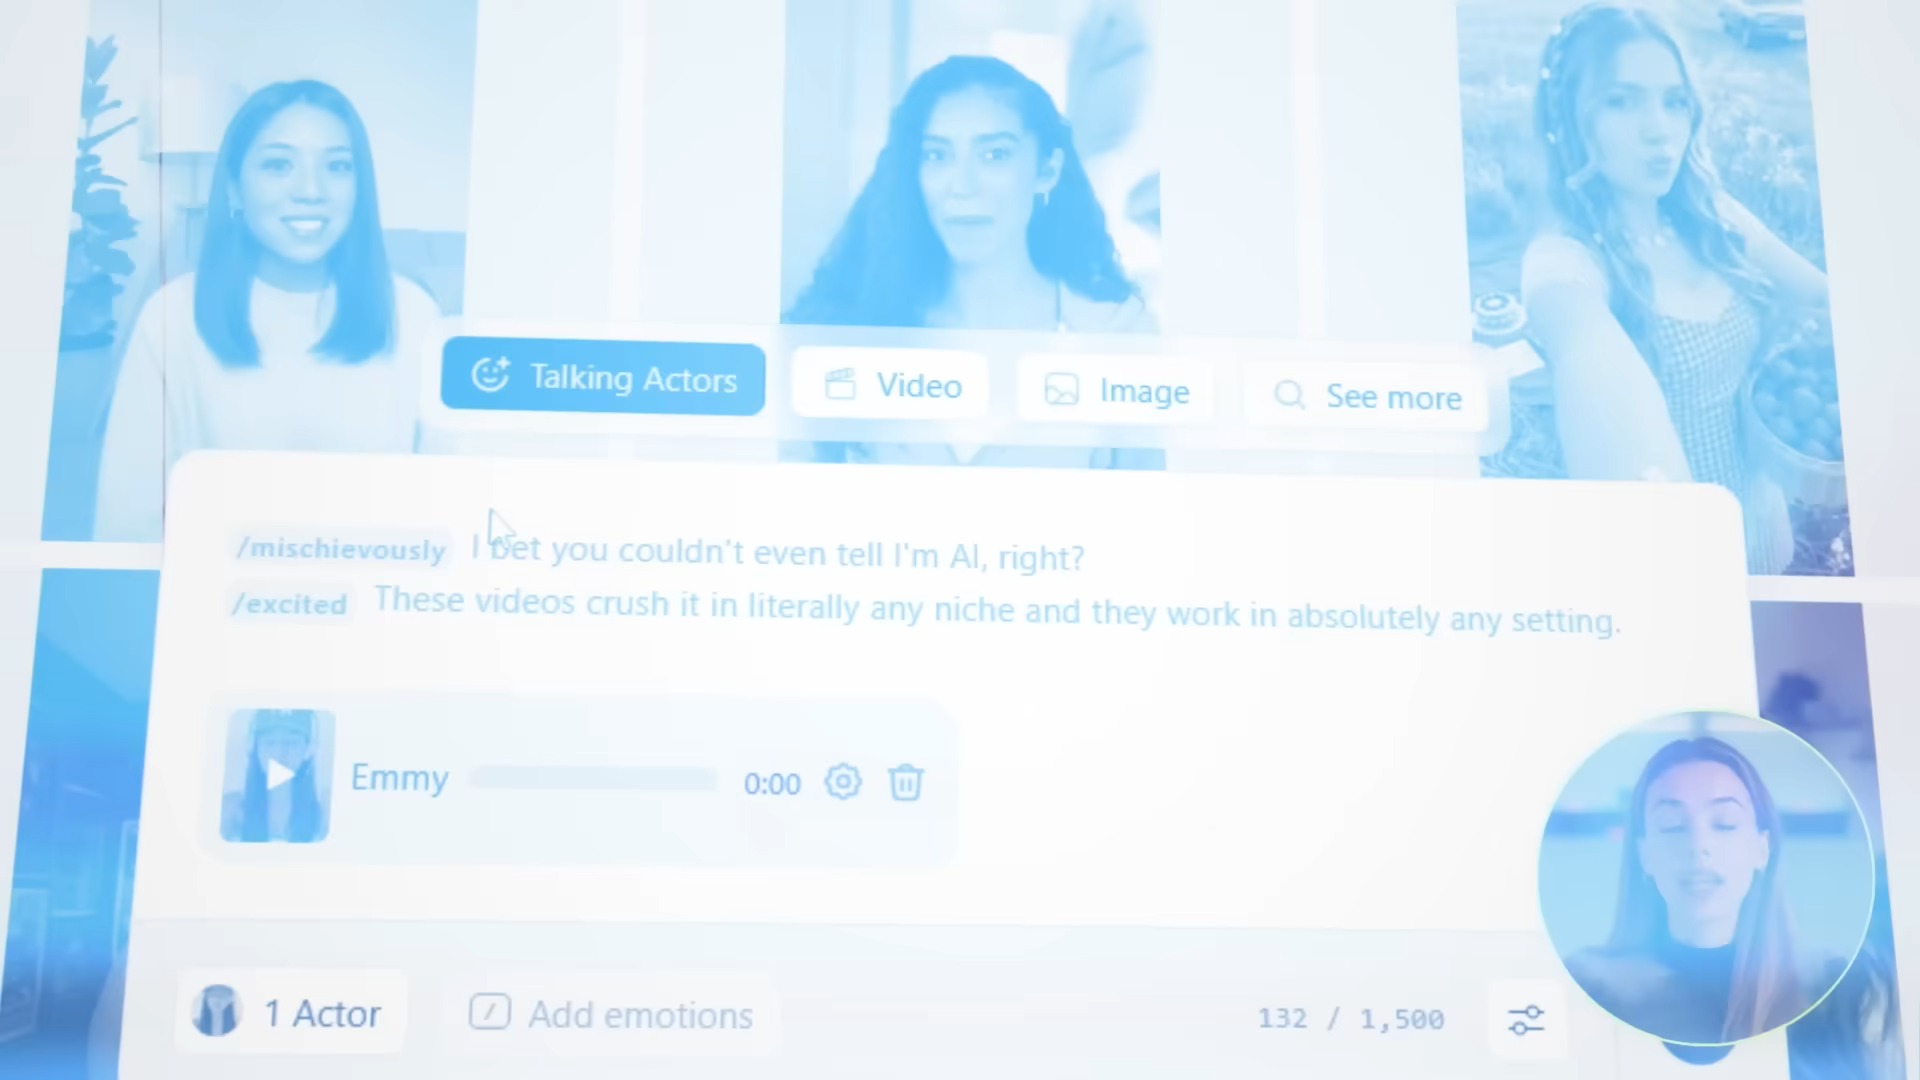 Talking Actors
Video
Image
See more
/mischievously I bet you couldn't even tell I'm AI, right?
/excited These videos crush it in literally any niche and they work in absolutely any setting.
Emmy
0:00
1 Actor
Add emotions
132 / 1,500